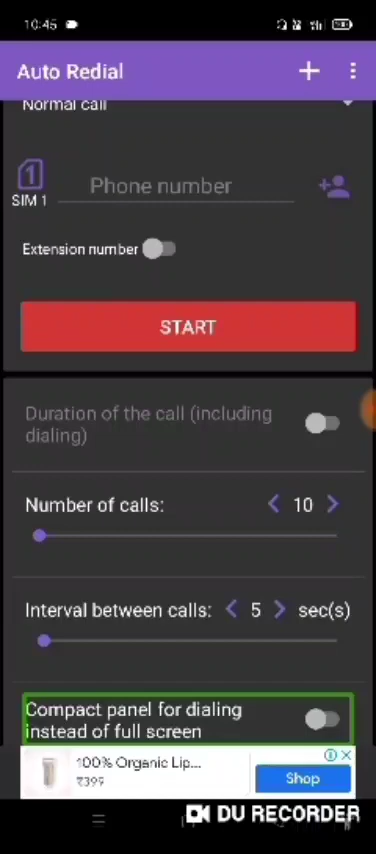 10:45
Auto Redial
Normal call
1
SIM 1
Phone number
Extension number
START
Duration of the call (including
dialing)
Number of calls:
10
Interval between calls:
5
sec(s)
Compact panel for dialing
instead of full screen
100% Organic Lip...
₹399
Shop
DU RECORDER